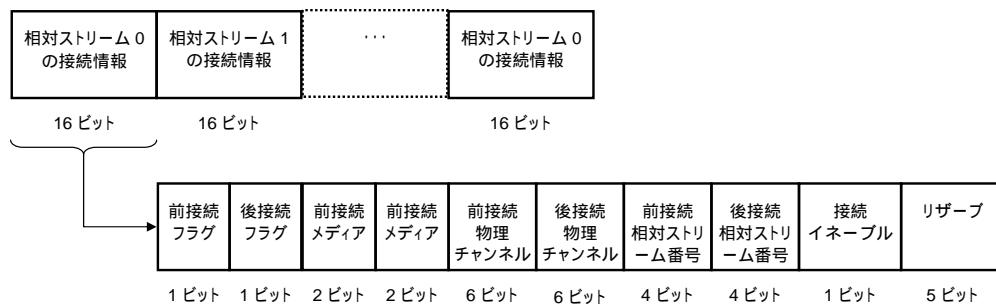 相対ストリーム 0
の接続情報
相対ストリーム 1
の接続情報
...
相対ストリーム 0
の接続情報
16 ビット
16 ビット
16 ビット
前接続
フラグ
後接続
フラグ
前接続
メディア
前接続
メディア
前接続
物理
チャンネル
後接続
物理
チャンネル
前接続
相対ストリ
ーム番号
後接続
相対ストリ
ーム番号
接続
イネーブル
リザーブ
1 ビット
1 ビット
2 ビット
2 ビット
6 ビット
6 ビット
4 ビット
4 ビット
1 ビット
5 ビット